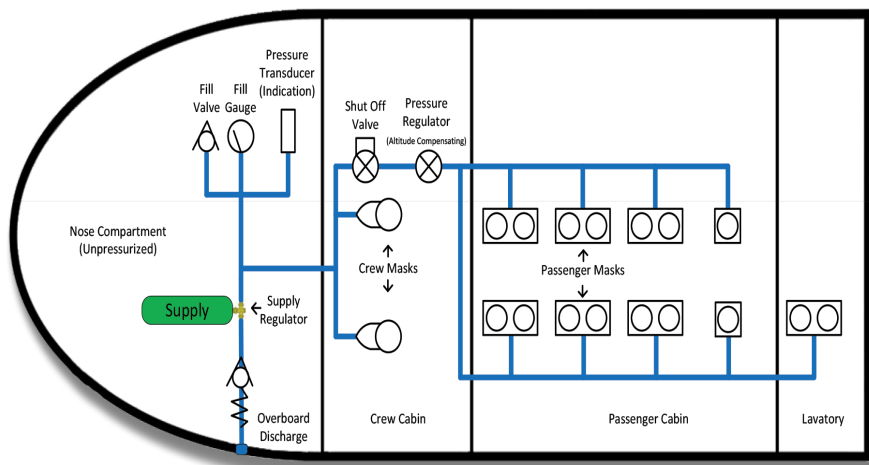 Pressure
Transducer
(Indication)
Fill
Valve
Fill
Gauge
Shut Off
Valve
Pressure
Regulator
(Altitude Compensating)
Nose Compartment
(Unpressurized)
Crew Masks
Passenger Masks
Supply
Supply
Regulator
Overboard
Discharge
Crew Cabin
Passenger Cabin
Lavatory